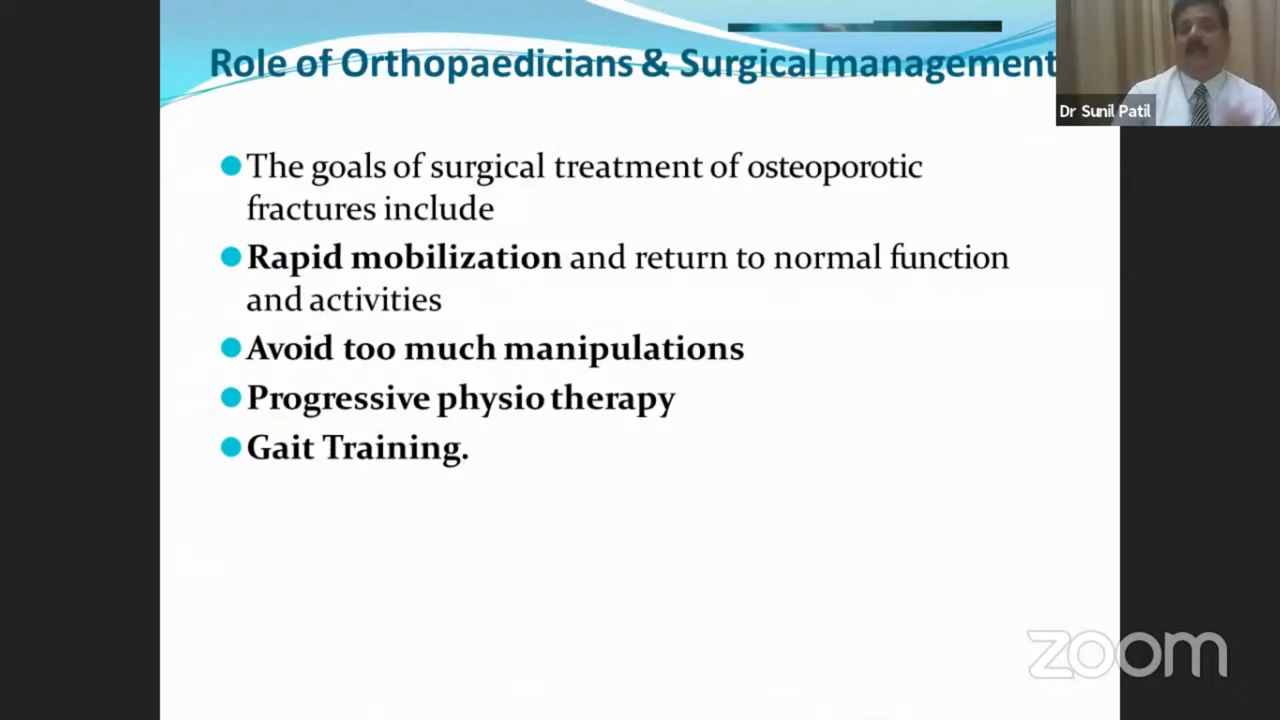 Role of Orthopaedicians & Surgical management
Dr Sunil Patil
The goals of surgical treatment of osteoporotic
fractures include
Rapid mobilization and return to normal function
and activities
Avoid too much manipulations
Progressive physio therapy
Gait Training.
zoom